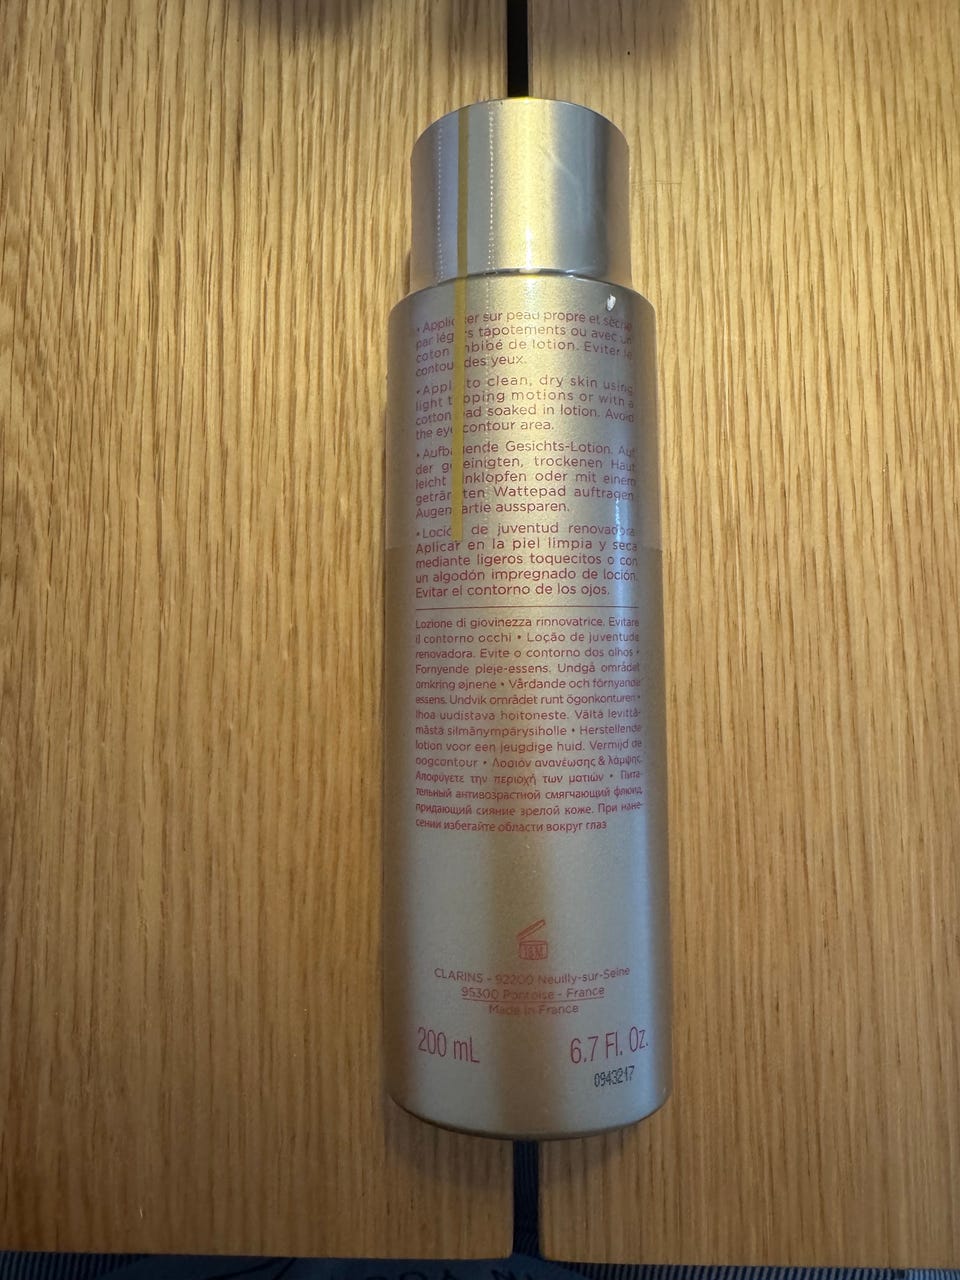 • Appliquer sur peau propre et sèche
par légers tapotements ou avec un
coton imbibé de lotion. Eviter le
contour des yeux.
• Apply to clean, dry skin using
light tapping motions or with a
cotton pad soaked in lotion. Avoid
the eye contour area.
• Aufbauende Gesichts-Lotion. Auf
der gereinigten, trockenen Haut
leicht einklopfen oder mit einem
getränkten Wattepad auftragen.
Augenpartie aussparen.
• Loción de juventud renovadora.
Aplicar en la piel limpia y seca
mediante ligeros toquecitos o con
un algodón impregnado de loción.
Evitar el contorno de los ojos.
Lozione di giovinezza rinnovatrice. Evitare
il contorno occhi • Loção de juventude
renovadora. Evite o contorno dos olhos •
Fornyende pleje-essens. Undgå området
omkring øjnene • Vårdande och förnyande
essens. Undvik området runt ögonkonturen •
Ihoa uudistava hoitoneste. Vältä levittä-
mästä silmänympärysiholle • Herstellende
lotion voor een jeugdige huid. Vermijd de
oogcontour • Λοσιόν ανανέωσης & λάμψης.
Αποφύγετε την περιοχή των ματιών • Пита-
тельный антивозрастной смягчающий флюид,
придающий сияние зрелой коже. При нане-
сении избегайте области вокруг глаз
18M
CLARINS - 92200 Neuilly-sur-Seine
95300 Pontoise - France
Made in France
200 mL 6.7 Fl. Oz.
0943217